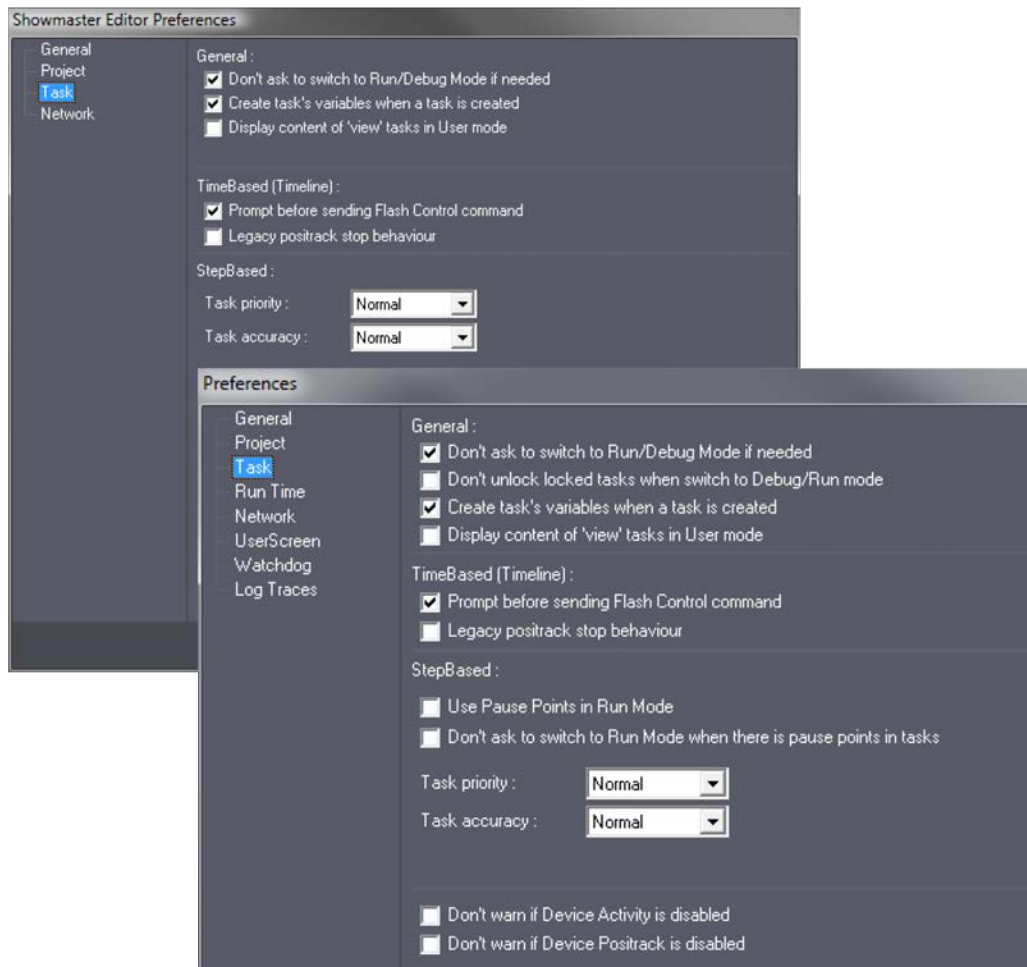 Showmaster Editor Preferences
General
Project
Task
Network
General :
Don't ask to switch to Run/Debug Mode if needed
Create task's variables when a task is created
Display content of 'view' tasks in User mode
TimeBased (Timeline) :
Prompt before sending Flash Control command
Legacy positrack stop behaviour
StepBased :
Task priority : Normal
Task accuracy : Normal
Preferences
General
Project
Task
Run Time
Network
UserScreen
Watchdog
Log Traces
General :
Don't ask to switch to Run/Debug Mode if needed
Don't unlock locked tasks when switch to Debug/Run mode
Create task's variables when a task is created
Display content of 'view' tasks in User mode
TimeBased (Timeline) :
Prompt before sending Flash Control command
Legacy positrack stop behaviour
StepBased :
Use Pause Points in Run Mode
Don't ask to switch to Run Mode when there is pause points in tasks
Task priority : Normal
Task accuracy : Normal
Don't warn if Device Activity is disabled
Don't warn if Device Positrack is disabled